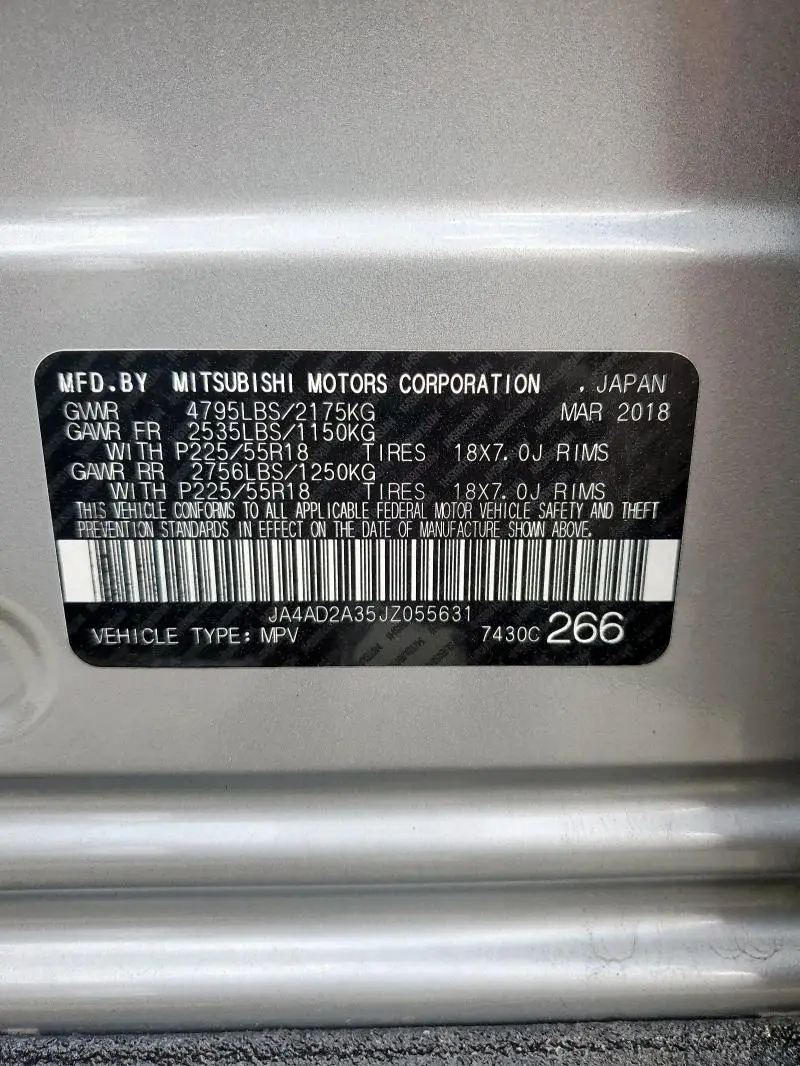 MFD.BY MITSUBISHI MOTORS CORPORATION , JAPAN
GVWR 4795LBS/2175KG MAR 2018
GAWR FR 2535LBS/1150KG
WITH P225/55R18 TIRES 18X7.0J RIMS
GAWR RR 2756LBS/1250KG
WITH P225/55R18 TIRES 18X7.0J RIMS
THIS VEHICLE CONFORMS TO ALL APPLICABLE FEDERAL MOTOR VEHICLE SAFETY AND THEFT
PREVENTION STANDARDS IN EFFECT ON THE DATE OF MANUFACTURE SHOWN ABOVE.
JA4AD2A35JZ055631
VEHICLE TYPE: MPV 7430C 266